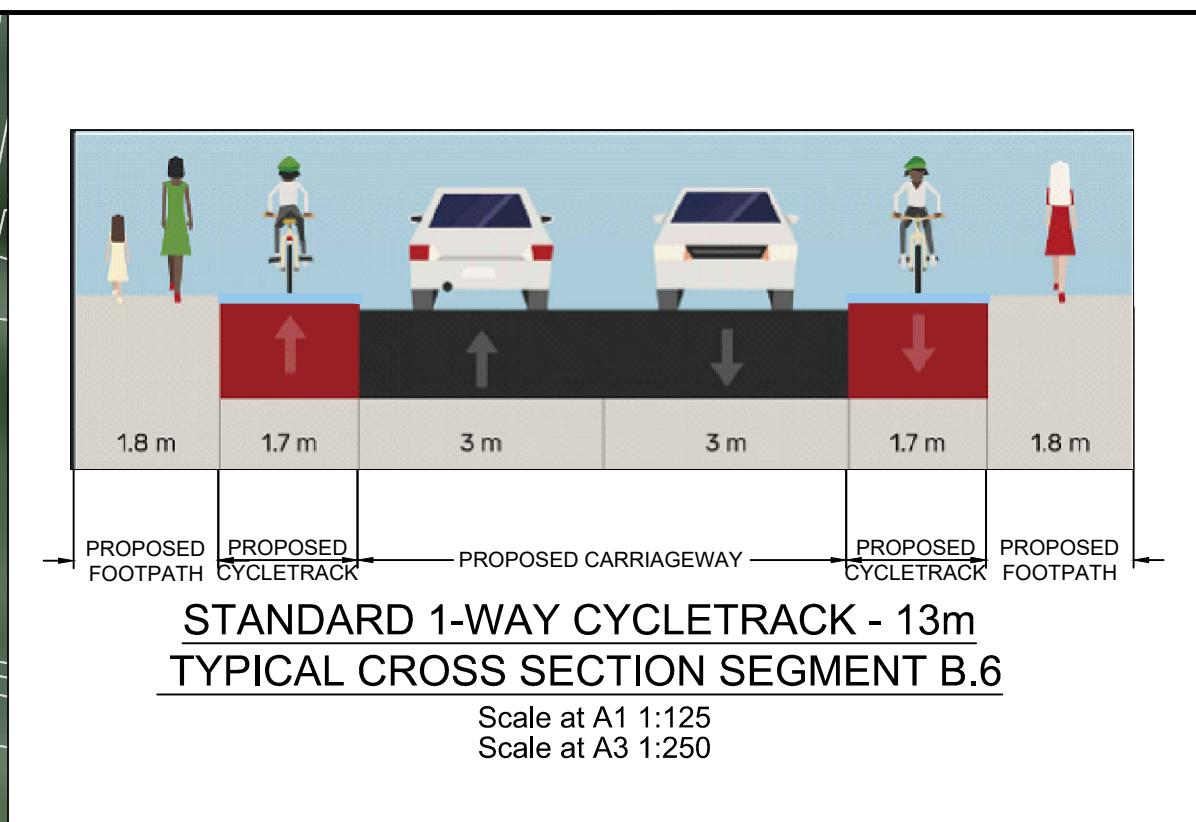 1.8 m 1.7 m 3 m 3 m 1.7 m 1.8 m
PROPOSED FOOTPATH
PROPOSED CYCLETRACK
PROPOSED CARRIAGEWAY
PROPOSED CYCLETRACK
PROPOSED FOOTPATH
STANDARD 1-WAY CYCLETRACK - 13m
TYPICAL CROSS SECTION SEGMENT B.6
Scale at A1 1:125
Scale at A3 1:250